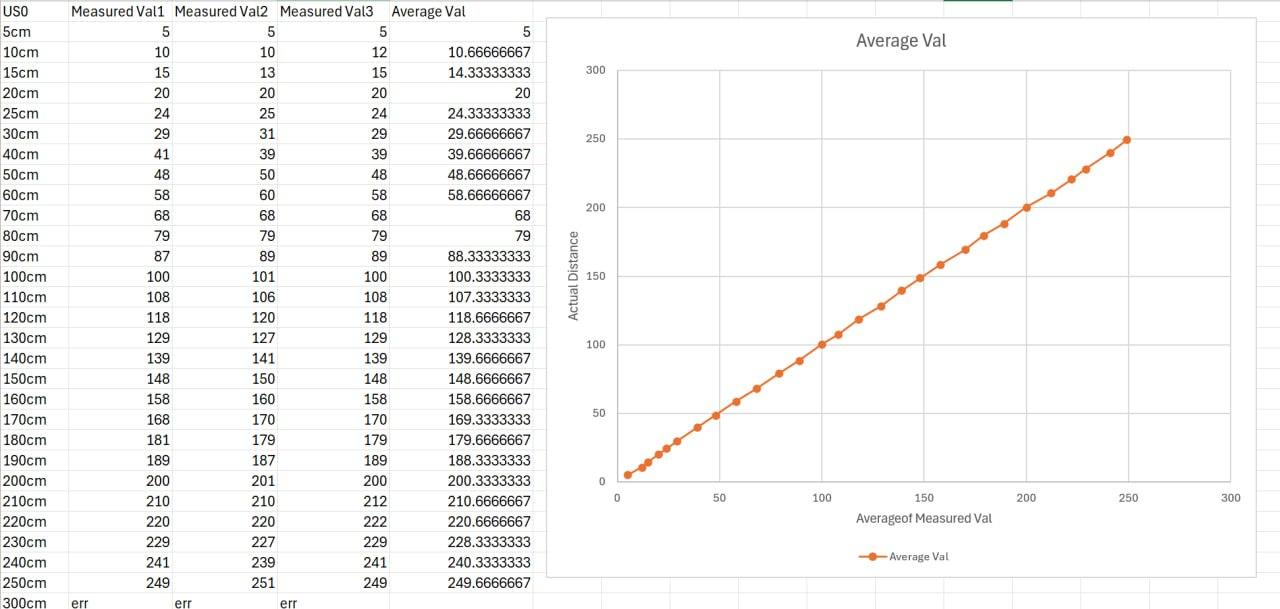 US0 Measured Val1 Measured Val2 Measured Val3 Average Val
5cm 5 5 5 5
10cm 10 10 12 10.66666667
15cm 15 13 15 14.33333333
20cm 20 20 20 20
25cm 24 25 24 24.33333333
30cm 29 31 29 29.66666667
40cm 41 39 39 39.66666667
50cm 48 50 48 48.66666667
60cm 58 60 58 58.66666667
70cm 68 68 68 68
80cm 79 79 79 79
90cm 87 89 89 88.33333333
100cm 100 101 100 100.3333333
110cm 108 106 108 107.3333333
120cm 118 120 118 118.6666667
130cm 129 127 129 128.3333333
140cm 139 141 139 139.6666667
150cm 148 150 148 148.6666667
160cm 158 160 158 158.6666667
170cm 168 170 170 169.3333333
180cm 181 179 179 179.6666667
190cm 189 187 189 188.3333333
200cm 200 201 200 200.3333333
210cm 210 210 212 210.6666667
220cm 220 220 222 220.6666667
230cm 229 227 229 228.3333333
240cm 241 239 241 240.3333333
250cm 249 251 249 249.6666667
300cm err err err
Average Val
300
250
200
150
100
50
0
Actual Distance
0 50 100 150 200 250 300
Averageof Measured Val
Average Val